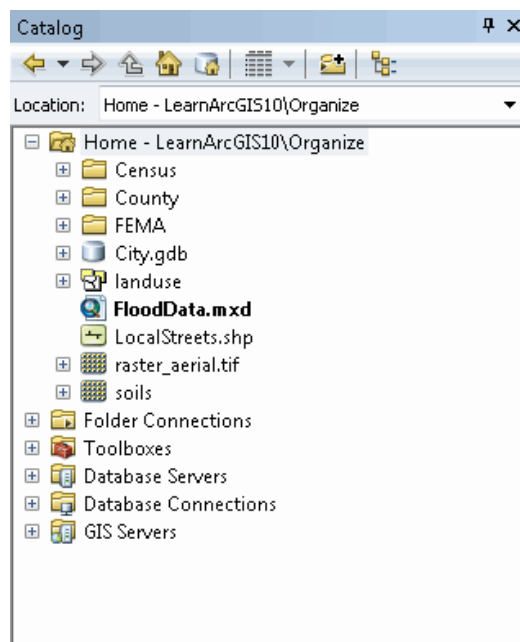 Catalog
Location: Home - LearnArcGIS10\Organize
Home - LearnArcGIS10\Organize
Census
County
FEMA
City.gdb
landuse
FloodData.mxd
LocalStreets.shp
raster_aerial.tif
soils
Folder Connections
Toolboxes
Database Servers
Database Connections
GIS Servers